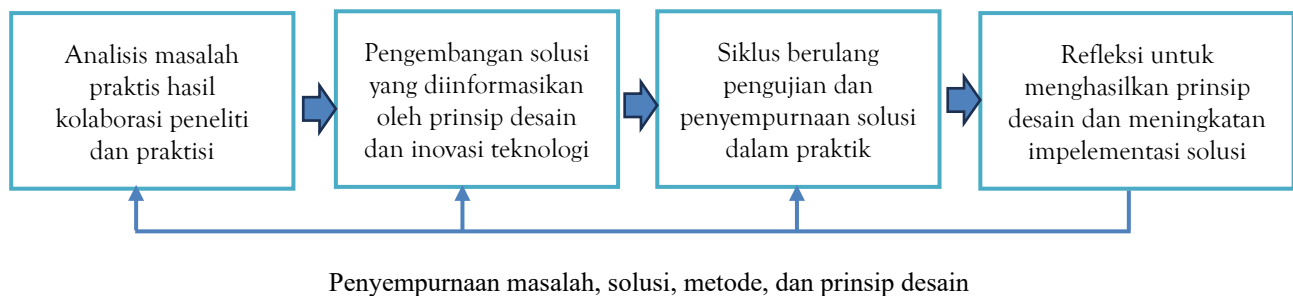 Analisis masalah
praktis hasil
kolaborasi peneliti
dan praktisi
Pengembangan solusi
yang diinformasikan
oleh prinsip desain
dan inovasi teknologi
Siklus berulang
pengujian dan
penyempurnaan solusi
dalam praktik
Refleksi untuk
menghasilkan prinsip
desain dan meningkatan
impelementasi solusi
Penyempurnaan masalah, solusi, metode, dan prinsip desain